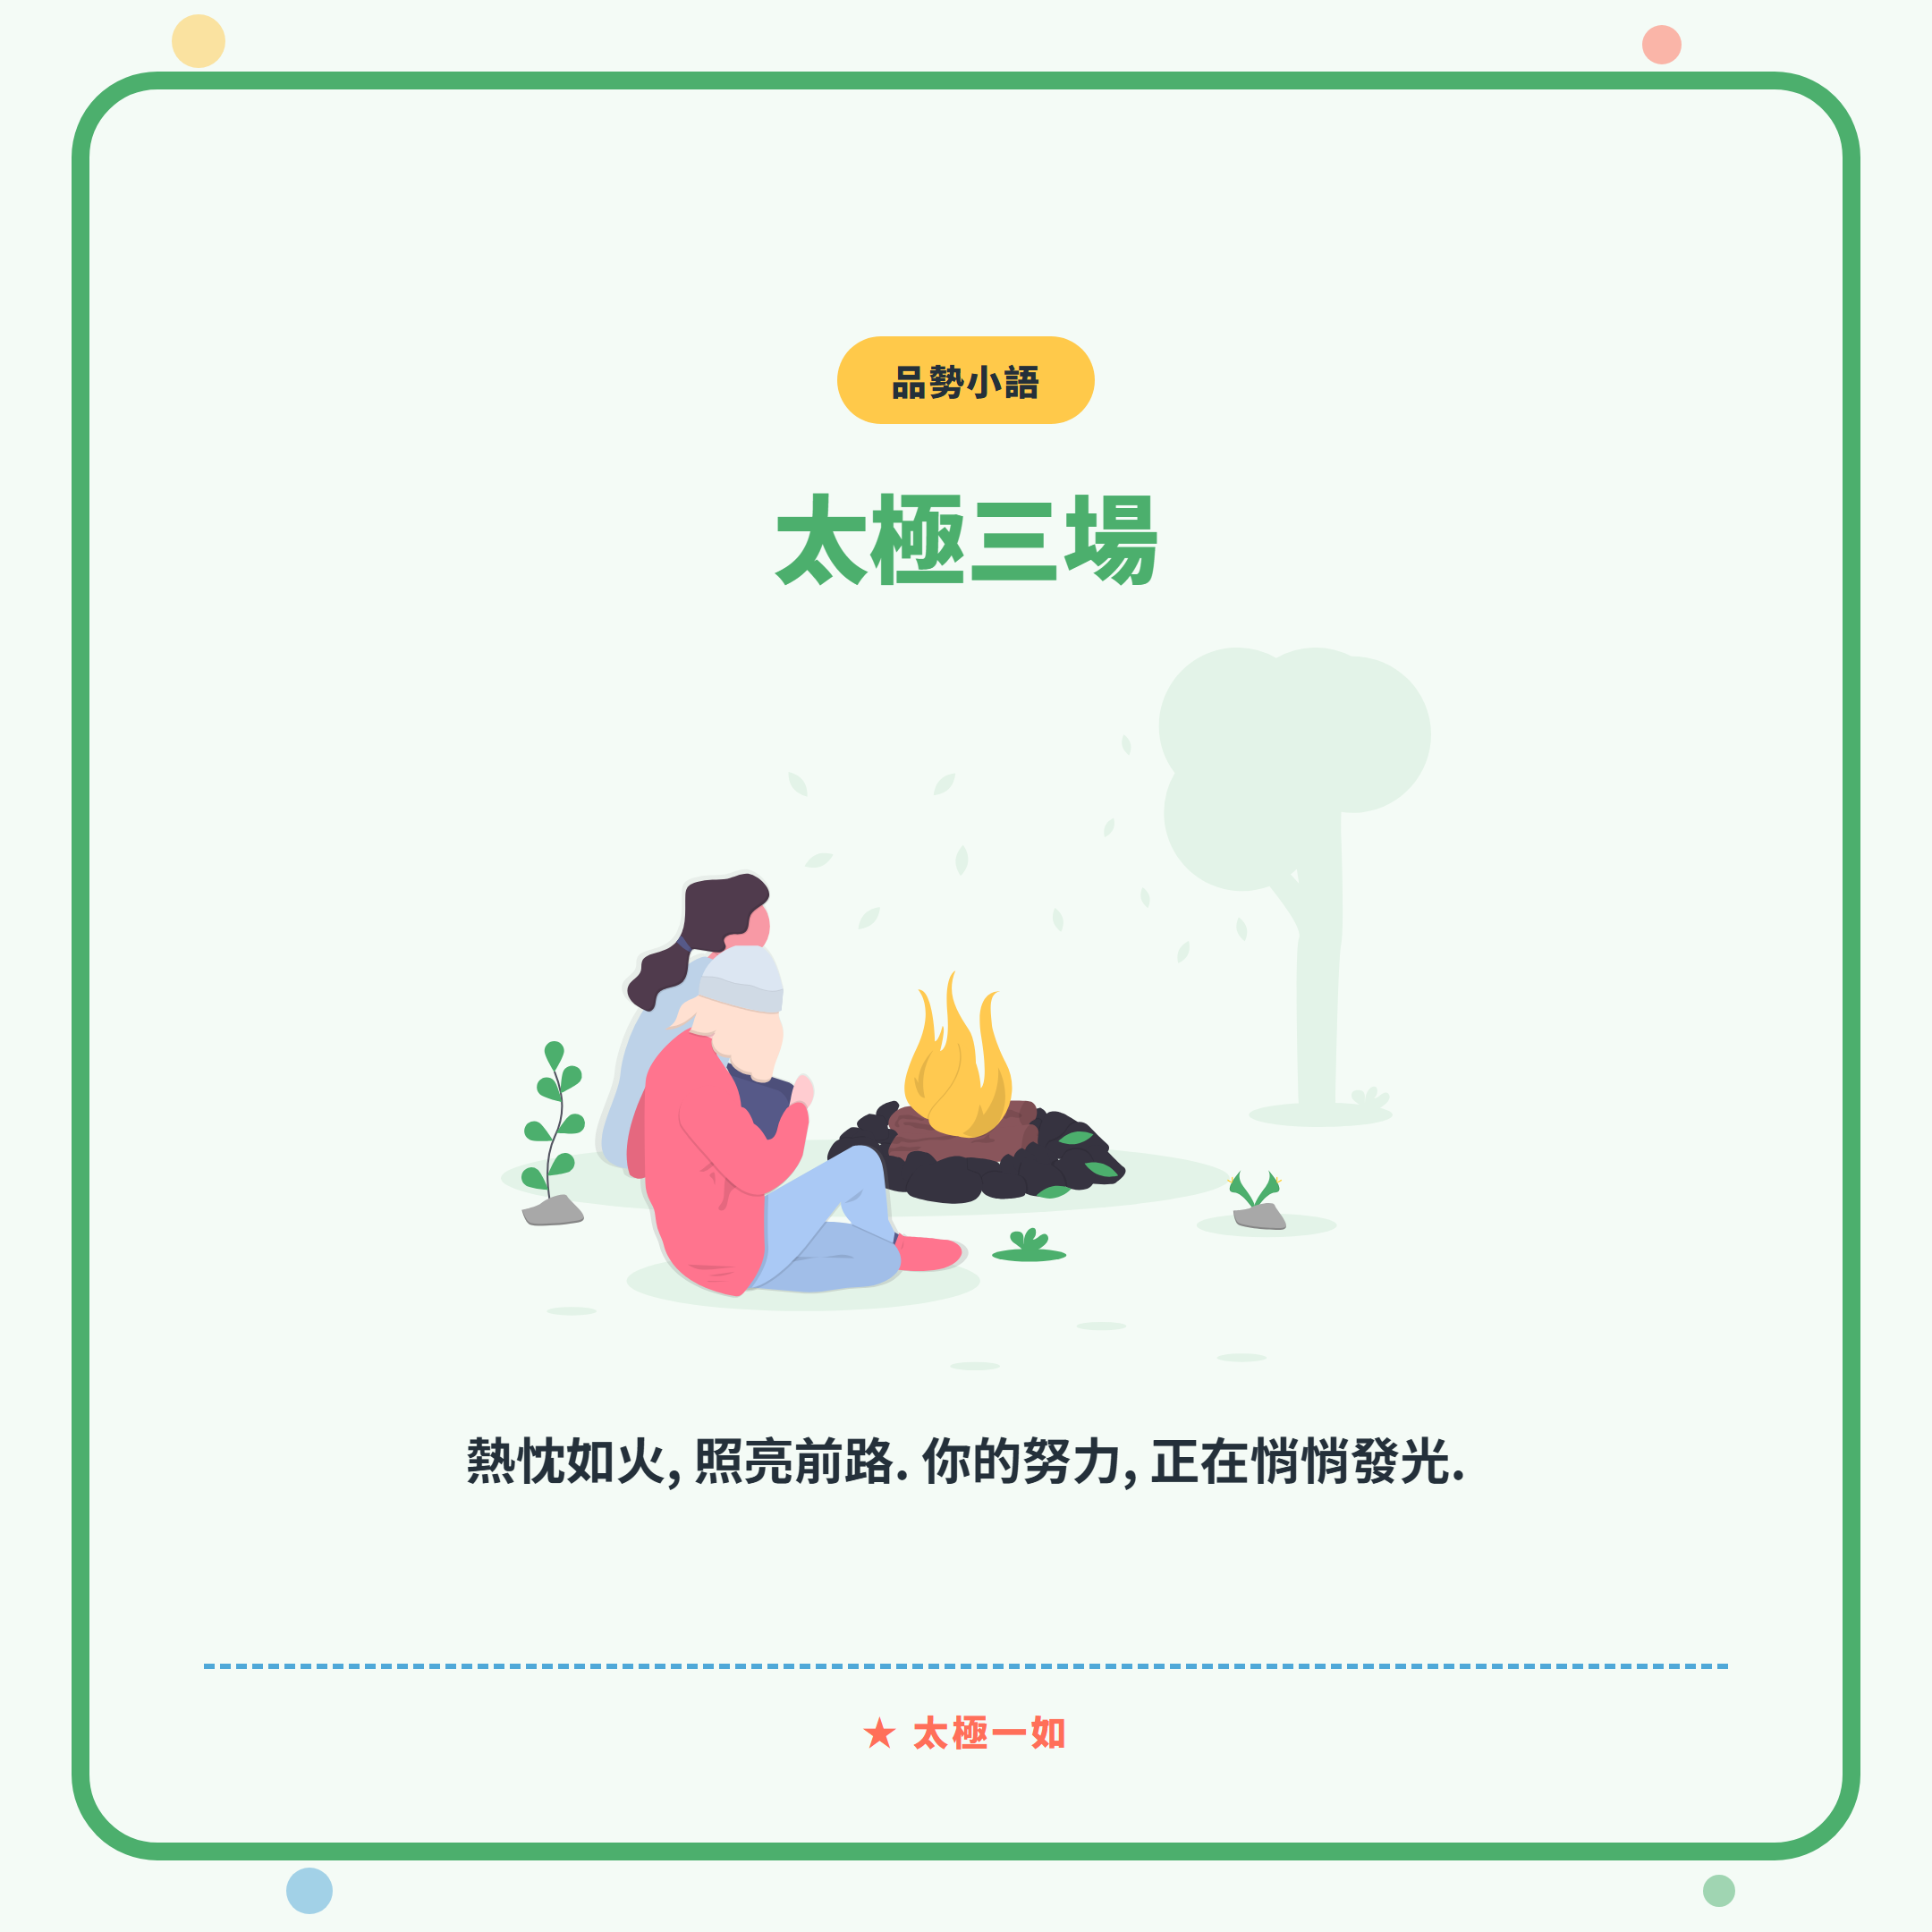 品勢小語
太極三場
熱忱如火, 照亮前路. 你的努力, 正在悄悄發光.
★ 太極一如